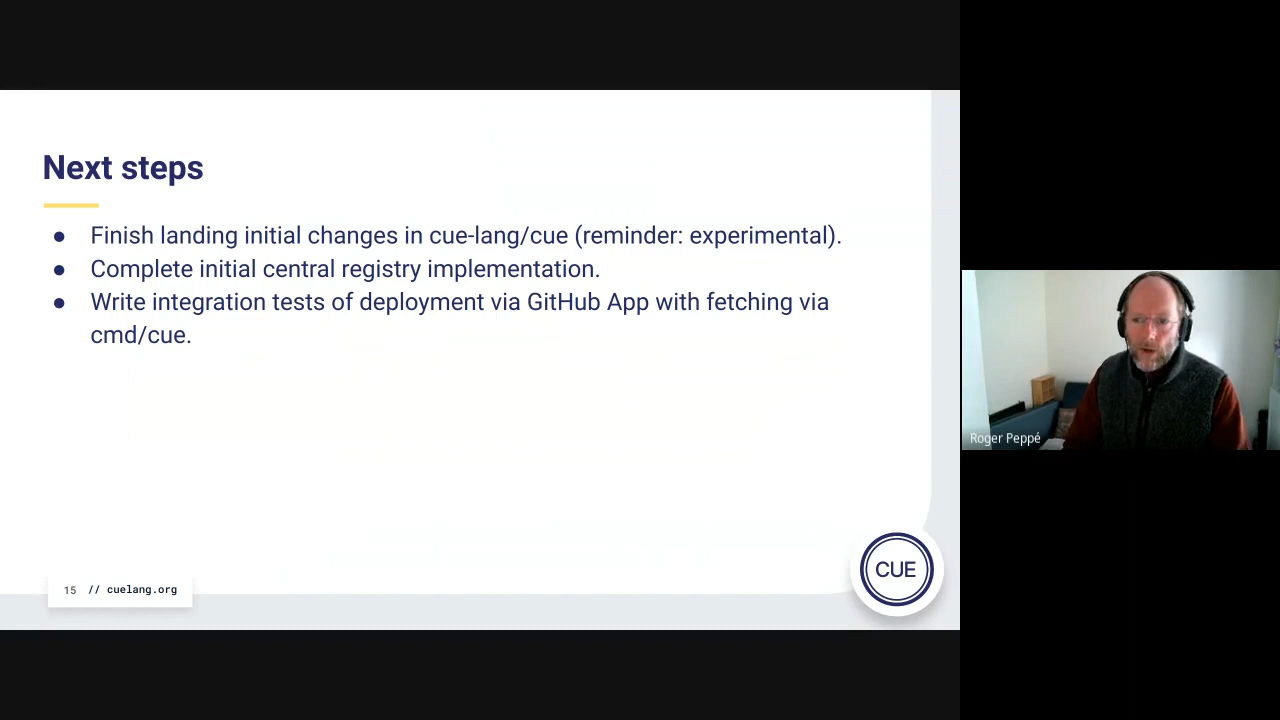 Next steps
● Finish landing initial changes in cue-lang/cue (reminder: experimental).
● Complete initial central registry implementation.
● Write integration tests of deployment via GitHub App with fetching via
cmd/cue.
Roger Peppé
CUE
15 // cuelang.org